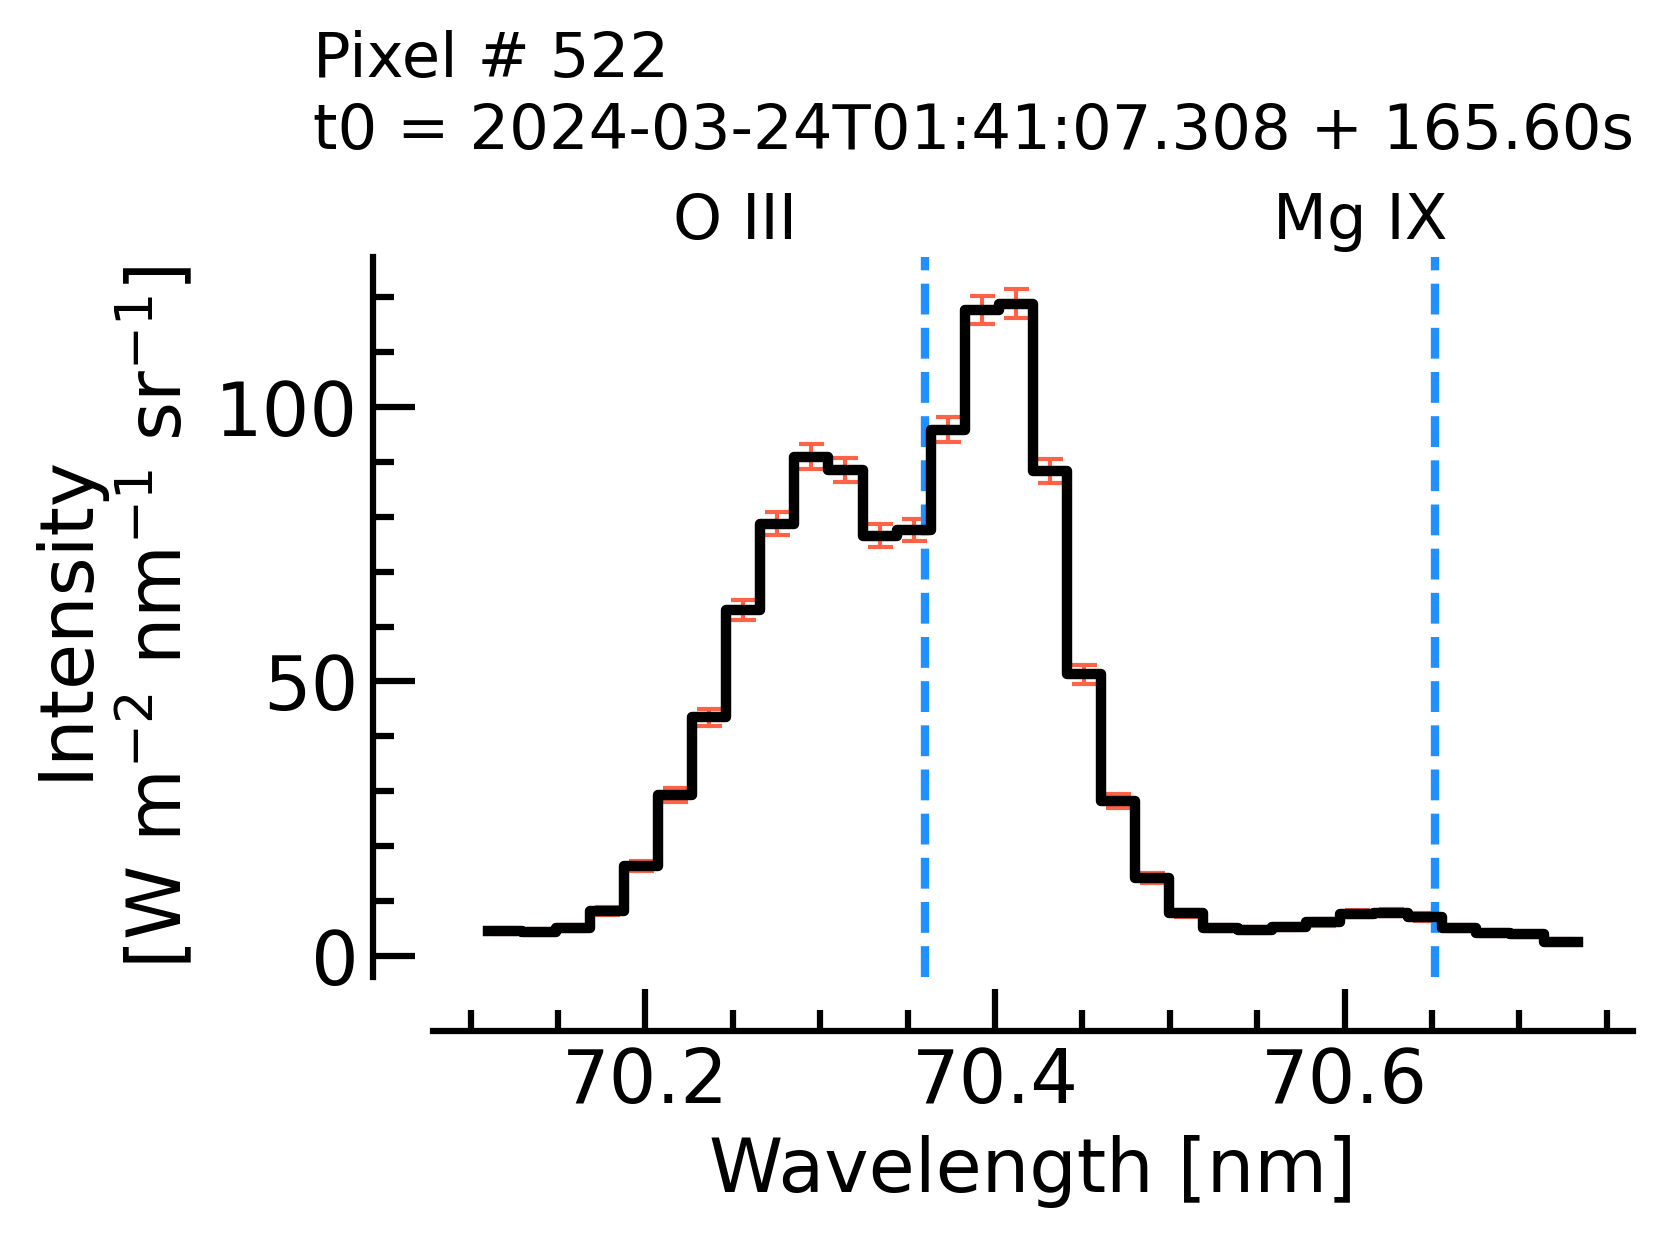 Pixel # 522
t0 = 2024-03-24T01:41:07.308 + 165.60s
O III Mg IX
Intensity
[W m⁻² nm⁻¹ sr⁻¹]
100
50
0
70.2 70.4 70.6
Wavelength [nm]